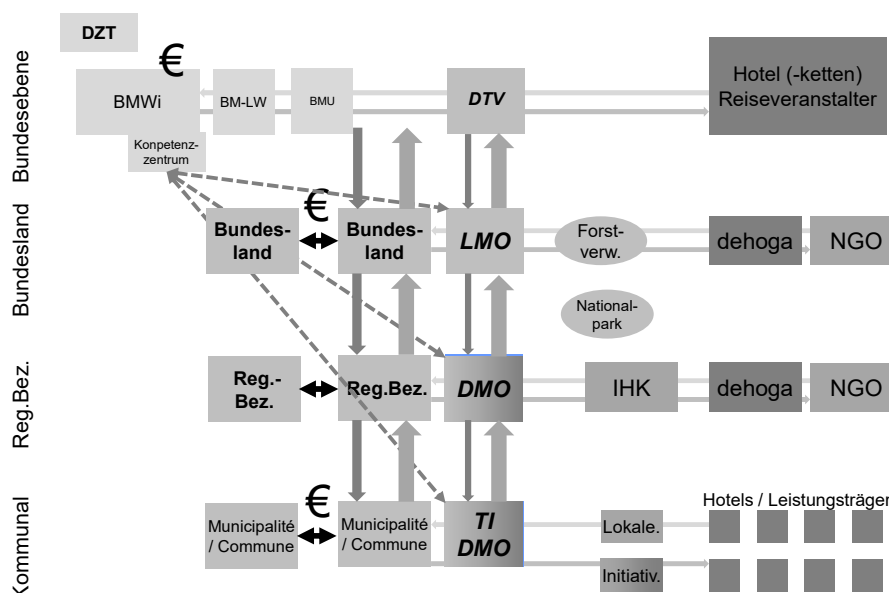 DZT
Bundesebene
€
BMWi
BM-LW
BMU
DTV
Hotel (-ketten)
Reiseveranstalter
Konpetenz-
zentrum
Bundesland
€
Bundes-
land
Bundes-
land
LMO
Forst-
verw.
dehoga
NGO
National-
park
Reg.Bez.
Reg.-
Bez.
Reg.Bez.
DMO
IHK
dehoga
NGO
Kommunal
€
Municipalité
/ Commune
Municipalité
/ Commune
TI
DMO
Lokale.
Initiativ.
Hotels / Leistungsträger